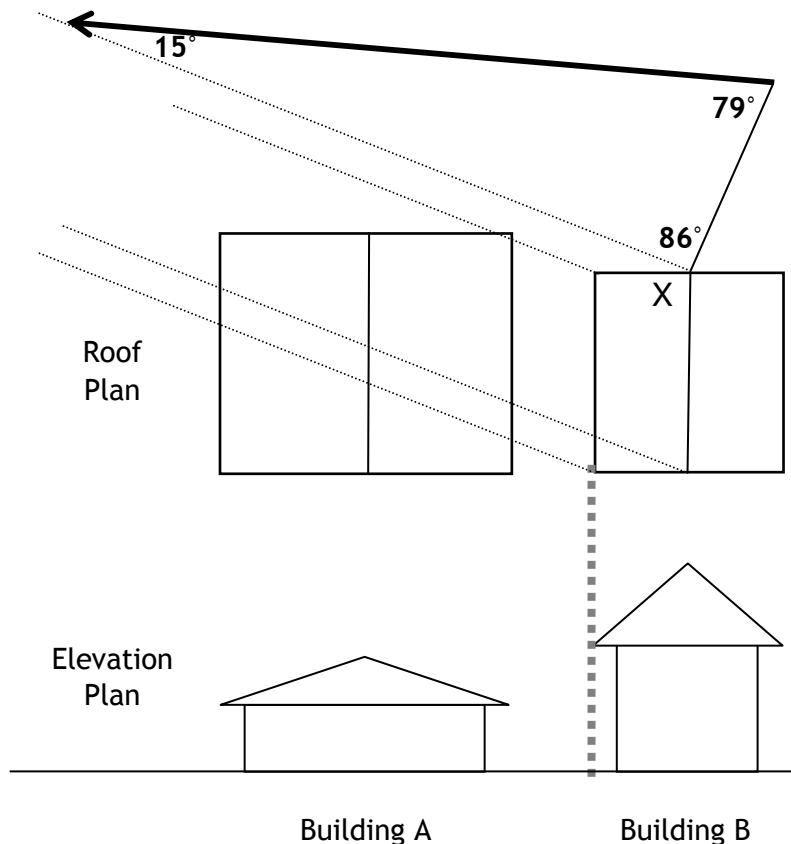 15°
79°
86°
X
Roof
Plan
Elevation
Plan
Building A
Building B